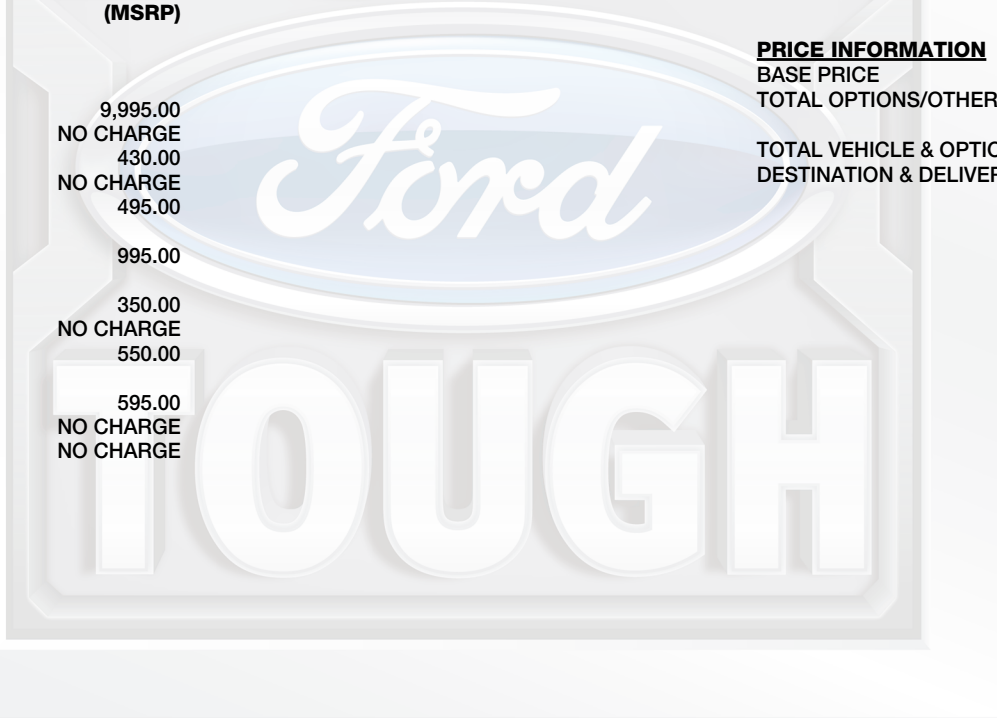 (MSRP)
9,995.00
NO CHARGE
430.00
NO CHARGE
495.00
995.00
350.00
NO CHARGE
550.00
595.00
NO CHARGE
NO CHARGE
PRICE INFORMATION
BASE PRICE
TOTAL OPTIONS/OTHER
TOTAL VEHICLE & OPTIO
DESTINATION & DELIVER
Ford
TOUGH